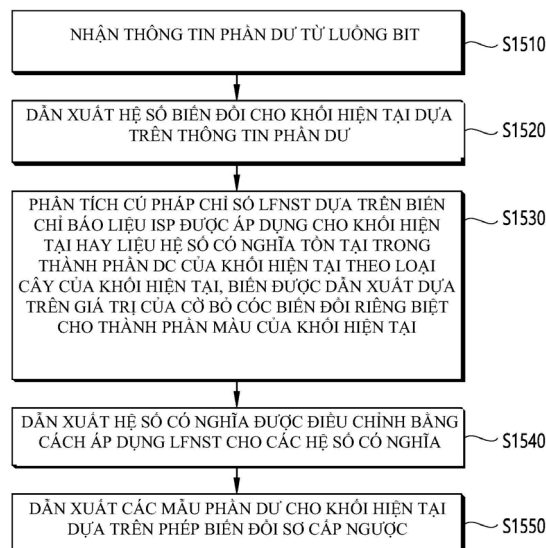 NHẬN THÔNG TIN PHẦN DƯ TỪ LUỒNG BIT
S1510
DẪN XUẤT HỆ SỐ BIẾN ĐỔI CHO KHỐI HIỆN TẠI DỰA
TRÊN THÔNG TIN PHẦN DƯ
S1520
PHÂN TÍCH CÚ PHÁP CHỈ SỐ LFNST DỰA TRÊN BIẾN
CHỈ BÁO LIỆU ISP ĐƯỢC ÁP DỤNG CHO KHỐI HIỆN
TẠI HAY LIỆU HỆ SỐ CÓ NGHĨA TỒN TẠI TRONG
THÀNH PHẦN DC CỦA KHỐI HIỆN TẠI THEO LOẠI
CÂY CỦA KHỐI HIỆN TẠI, BIẾN ĐƯỢC DẪN XUẤT DỰA
TRÊN GIÁ TRỊ CỦA CỜ BỎ CÓC BIẾN ĐỔI RIÊNG BIỆT
CHO THÀNH PHẦN MÀU CỦA KHỐI HIỆN TẠI
S1530
DẪN XUẤT HỆ SỐ CÓ NGHĨA ĐƯỢC ĐIỀU CHỈNH BẰNG
CÁCH ÁP DỤNG LFNST CHO CÁC HỆ SỐ CÓ NGHĨA
S1540
DẪN XUẤT CÁC MẪU PHẦN DƯ CHO KHỐI HIỆN TẠI
DỰA TRÊN PHÉP BIẾN ĐỔI SƠ CẤP NGƯỢC
S1550